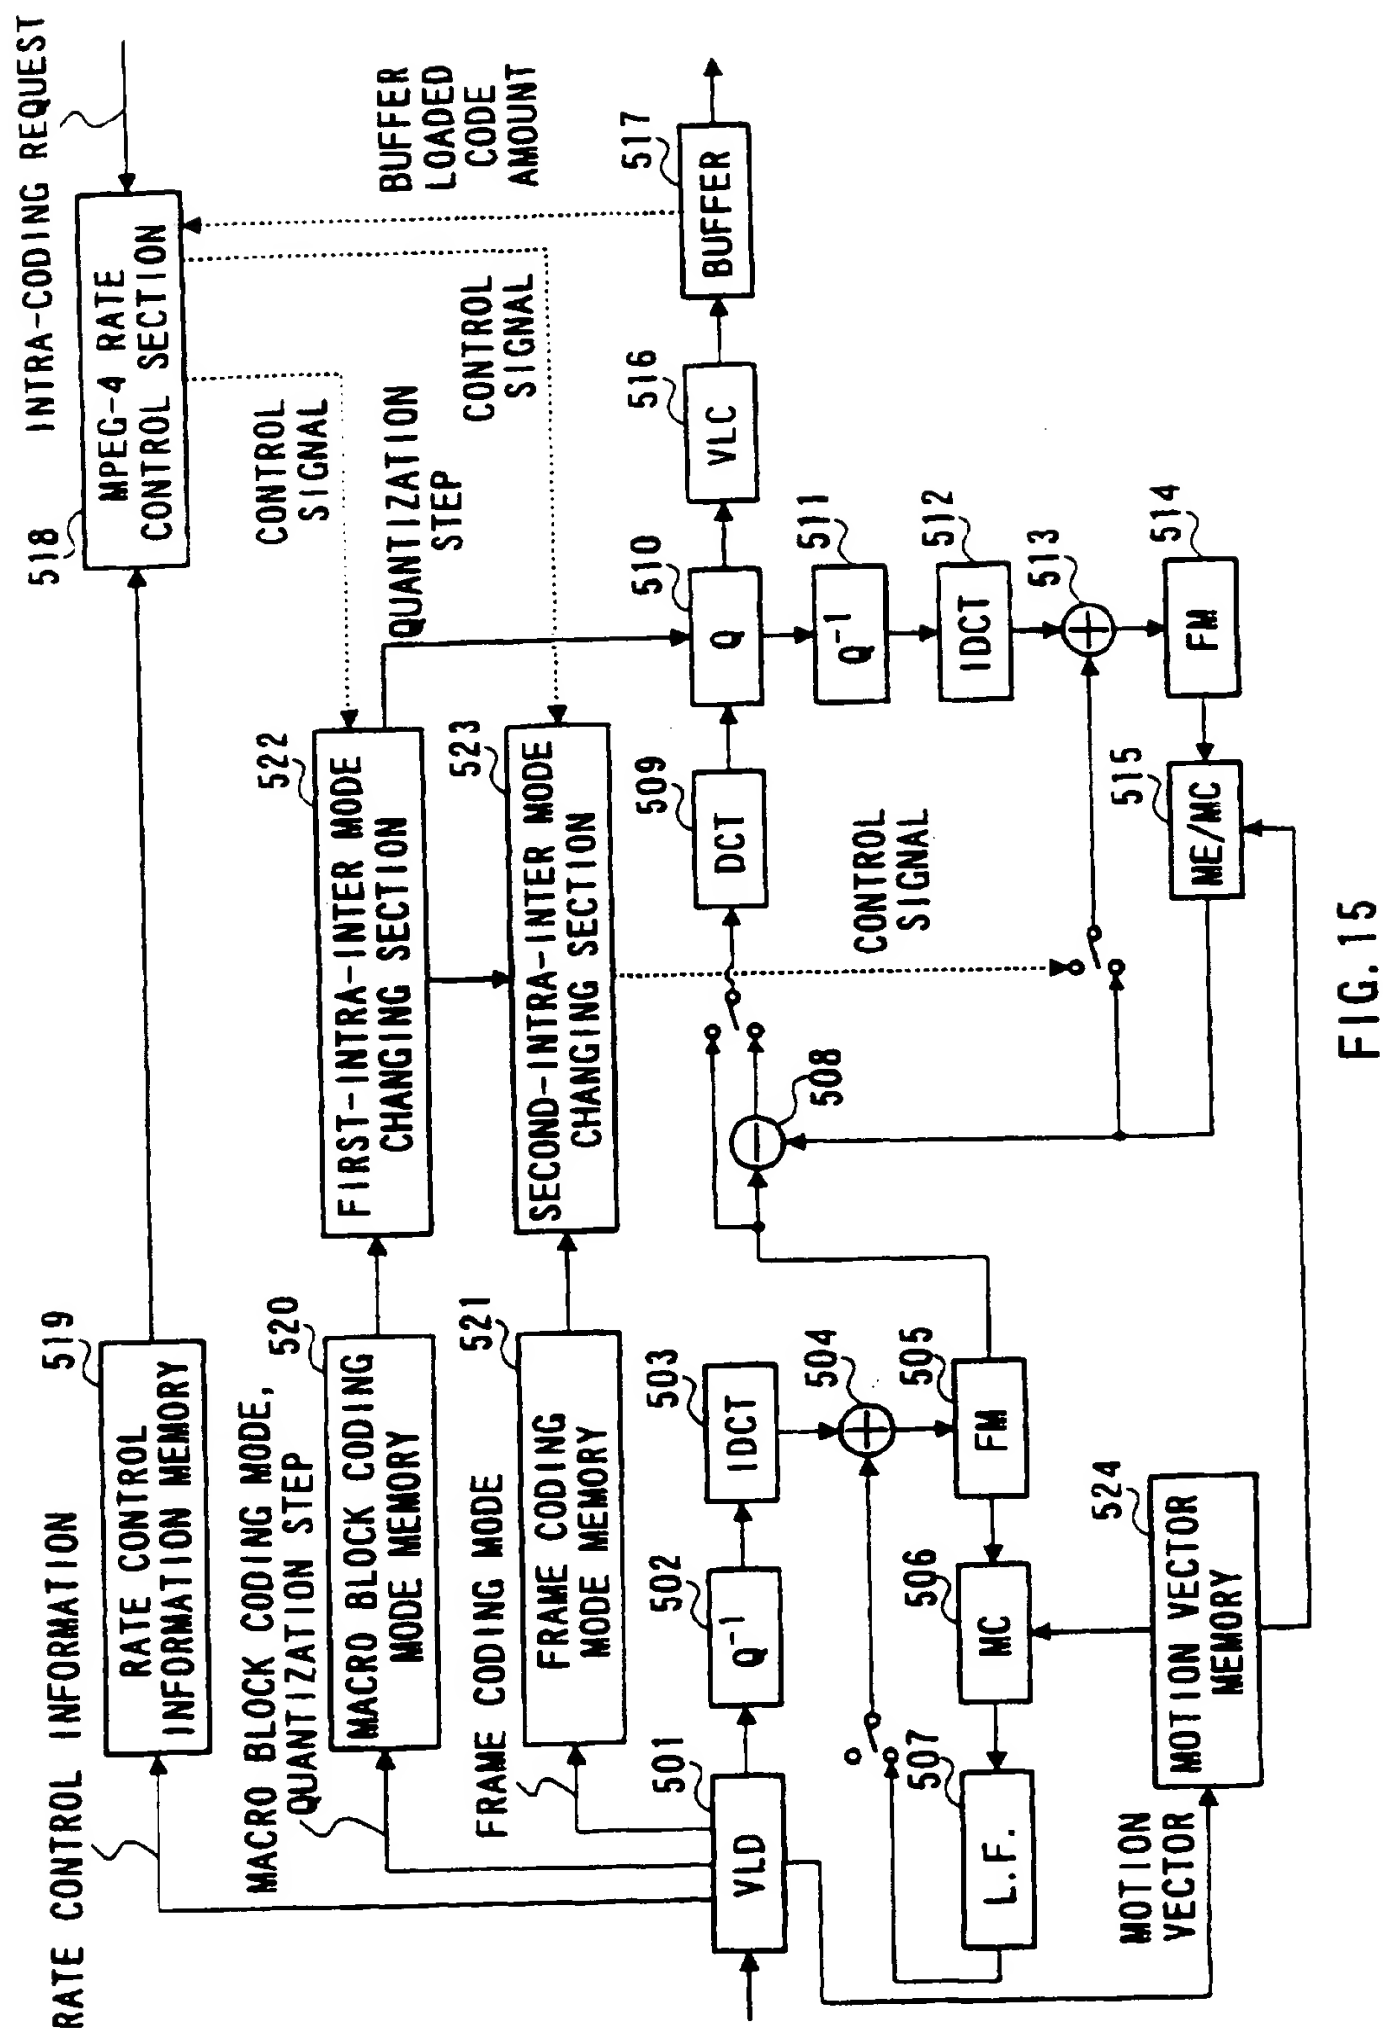 RATE CONTROL INFORMATION
519
RATE CONTROL
INFORMATION MEMORY
518
INTRA-CODING REQUEST
MPEG-4 RATE
CONTROL SECTION
MACRO BLOCK CODING MODE,
QUANTIZATION STEP
520
MACRO BLOCK CODING
MODE MEMORY
522
FIRST-INTRA-INTER MODE
CHANGING SECTION
CONTROL
SIGNAL
QUANTIZATION
STEP
BUFFER
LOADED
CODE
AMOUNT
FRAME CODING MODE
521
FRAME CODING
MODE MEMORY
523
SECOND-INTRA-INTER MODE
CHANGING SECTION
CONTROL
SIGNAL
501
VLD
502
Q-1
503
IDCT
508
509
DCT
510
Q
516
VLC
517
BUFFER
504
CONTROL
SIGNAL
511
Q-1
507
L.F.
506
MC
505
FM
512
IDCT
513
MOTION
VECTOR
524
MOTION VECTOR
MEMORY
515
ME/MC
514
FM
FIG.15